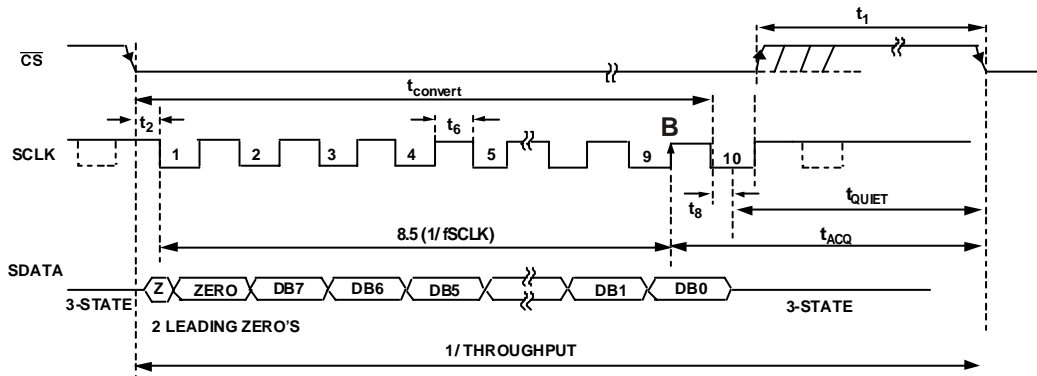 t1
CS
tconvert
t2
t6
B
SCLK
1 2 3 4 5 9 10
t8
tQUIET
8.5 (1/ fSCLK)
tACQ
SDATA
Z ZERO DB7 DB6 DB5 DB1 DB0
3-STATE
3-STATE
2 LEADING ZERO'S
1/ THROUGHPUT